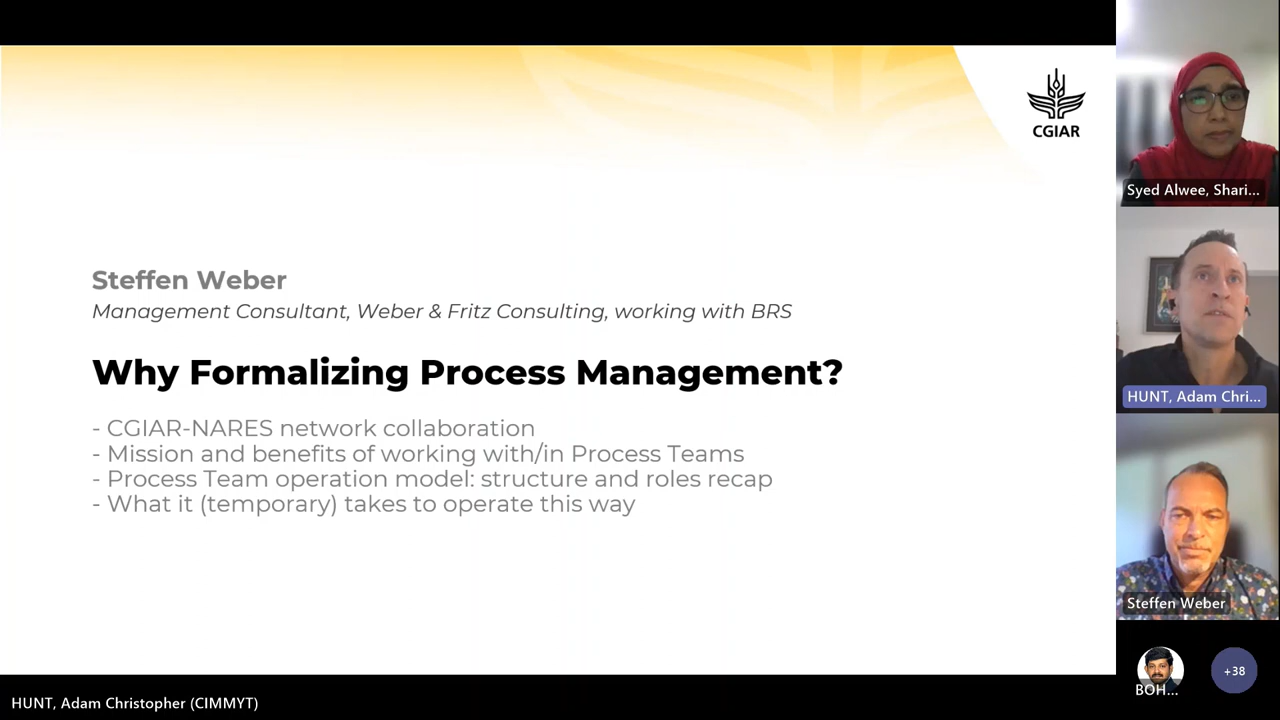 CGIAR
Steffen Weber
Management Consultant, Weber & Fritz Consulting, working with BRS
Why Formalizing Process Management?
- CGIAR-NARES network collaboration
- Mission and benefits of working with/in Process Teams
- Process Team operation model: structure and roles recap
- What it (temporary) takes to operate this way
Syed Alwee, Shari...
HUNT, Adam Chri...
Steffen Weber
BOH...
+38
HUNT, Adam Christopher (CIMMYT)